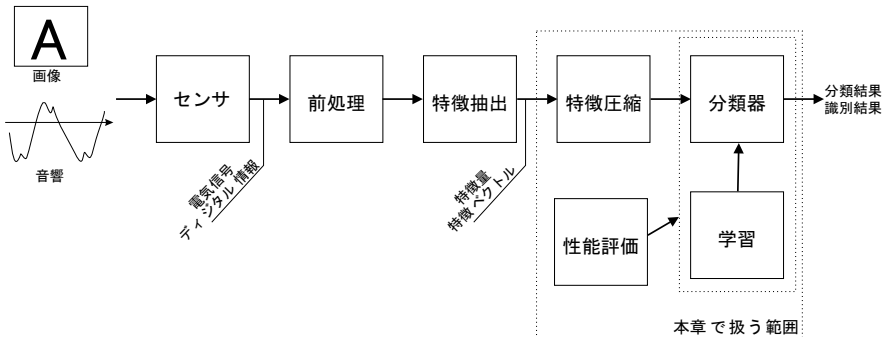 A
画像
音響
センサ
電気信号
ディジタル情報
前処理
特徴抽出
特徴量
特徴ベクトル
特徴圧縮
分類器
分類結果
識別結果
性能評価
学習
本章で扱う範囲